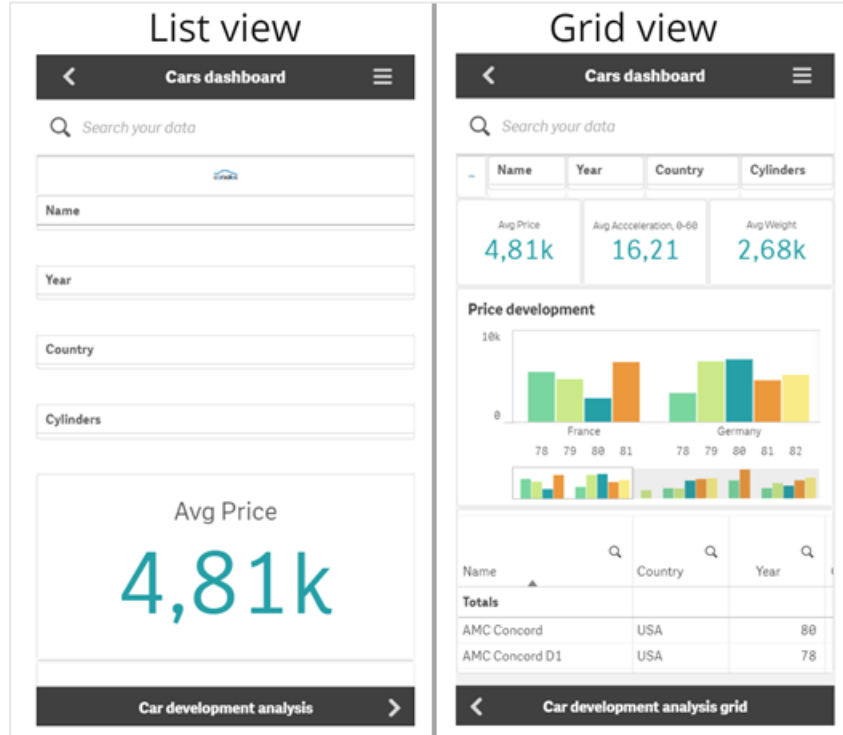 List view
Cars dashboard
Search your data
Name
Year
Country
Cylinders
Avg Price
4,81k
Car development analysis
Grid view
Cars dashboard
Search your data
Name Year Country Cylinders
Avg Price Avg Accceleration, 0-60 Avg Weight
4,81k 16,21 2,68k
Price development
10k
0
France Germany
78 79 80 81 78 79 80 81 82
Name Country Year
Totals
AMC Concord USA 80
AMC Concord D1 USA 78
Car development analysis grid